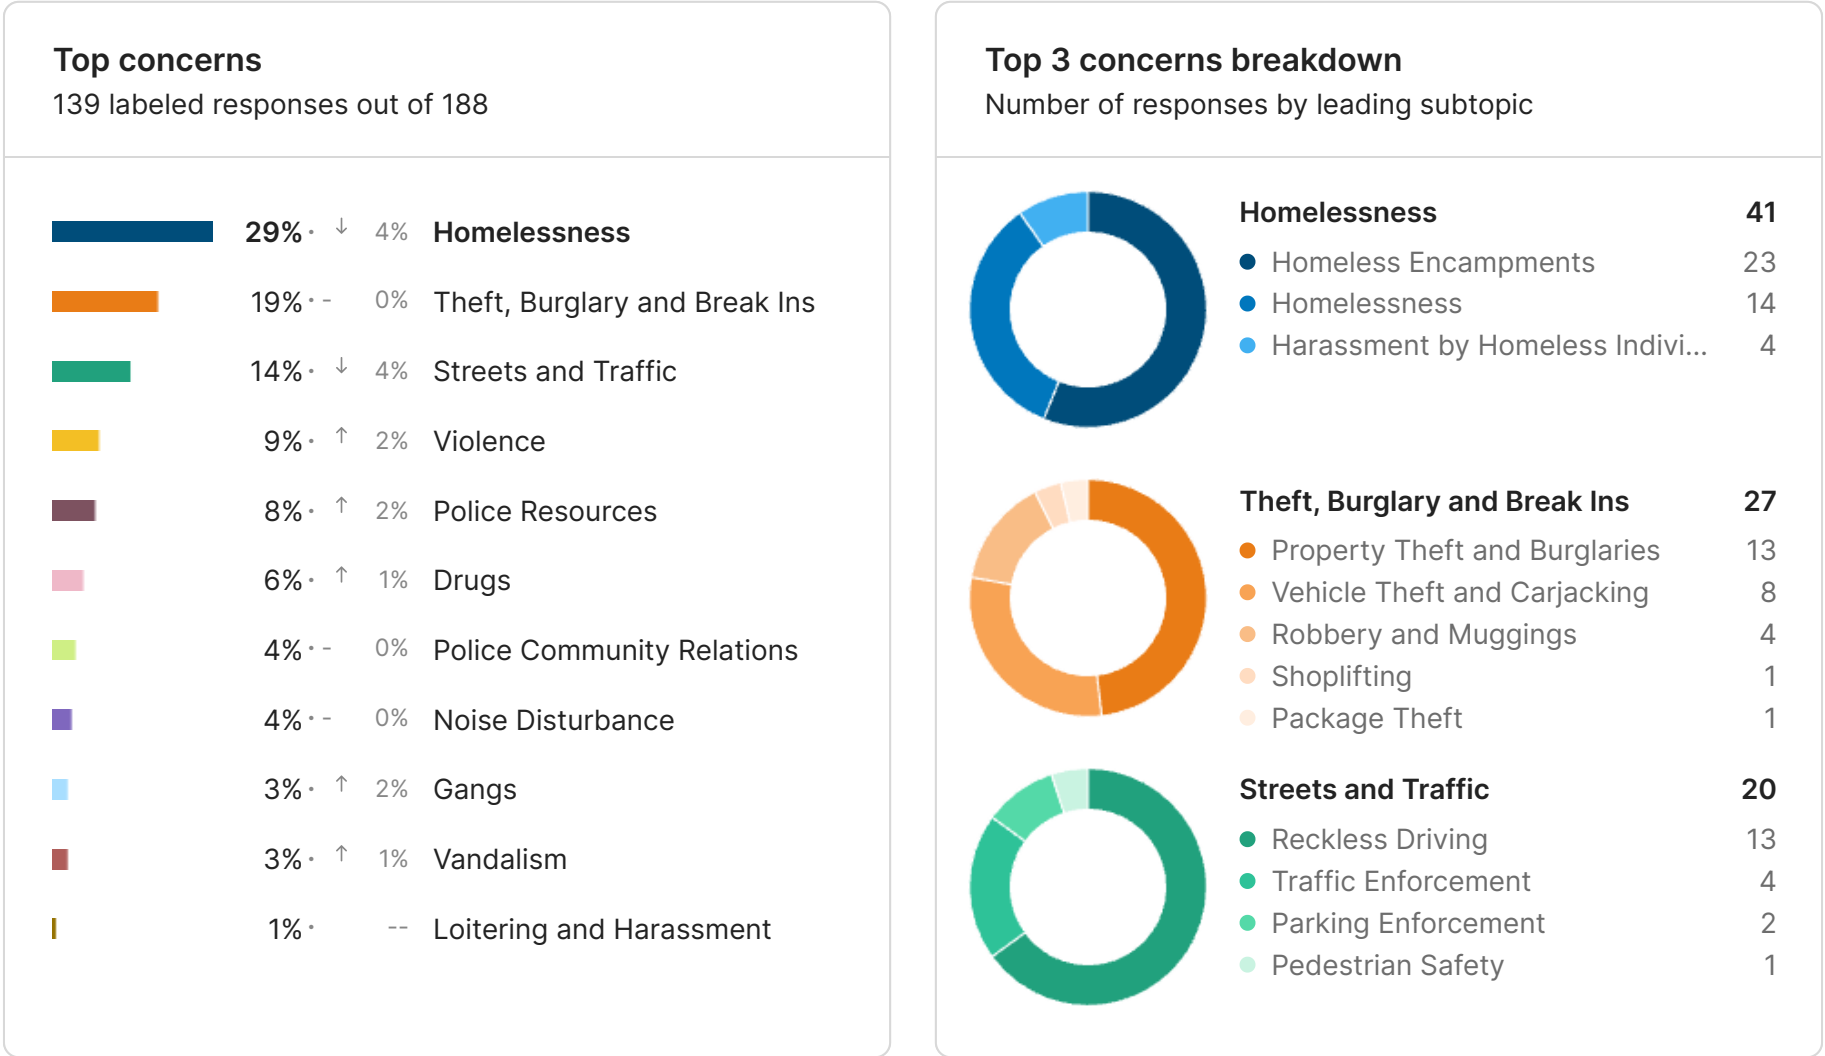 Top concerns
139 labeled responses out of 188
29% · ↓ 4% Homelessness
19% · - 0% Theft, Burglary and Break Ins
14% · ↓ 4% Streets and Traffic
9% · ↑ 2% Violence
8% · ↑ 2% Police Resources
6% · ↑ 1% Drugs
4% · - 0% Police Community Relations
4% · - 0% Noise Disturbance
3% · ↑ 2% Gangs
3% · ↑ 1% Vandalism
1% · -- Loitering and Harassment
Top 3 concerns breakdown
Number of responses by leading subtopic
Homelessness 41
Homeless Encampments 23
Homelessness 14
Harassment by Homeless Indivi... 4
Theft, Burglary and Break Ins 27
Property Theft and Burglaries 13
Vehicle Theft and Carjacking 8
Robbery and Muggings 4
Shoplifting 1
Package Theft 1
Streets and Traffic 20
Reckless Driving 13
Traffic Enforcement 4
Parking Enforcement 2
Pedestrian Safety 1